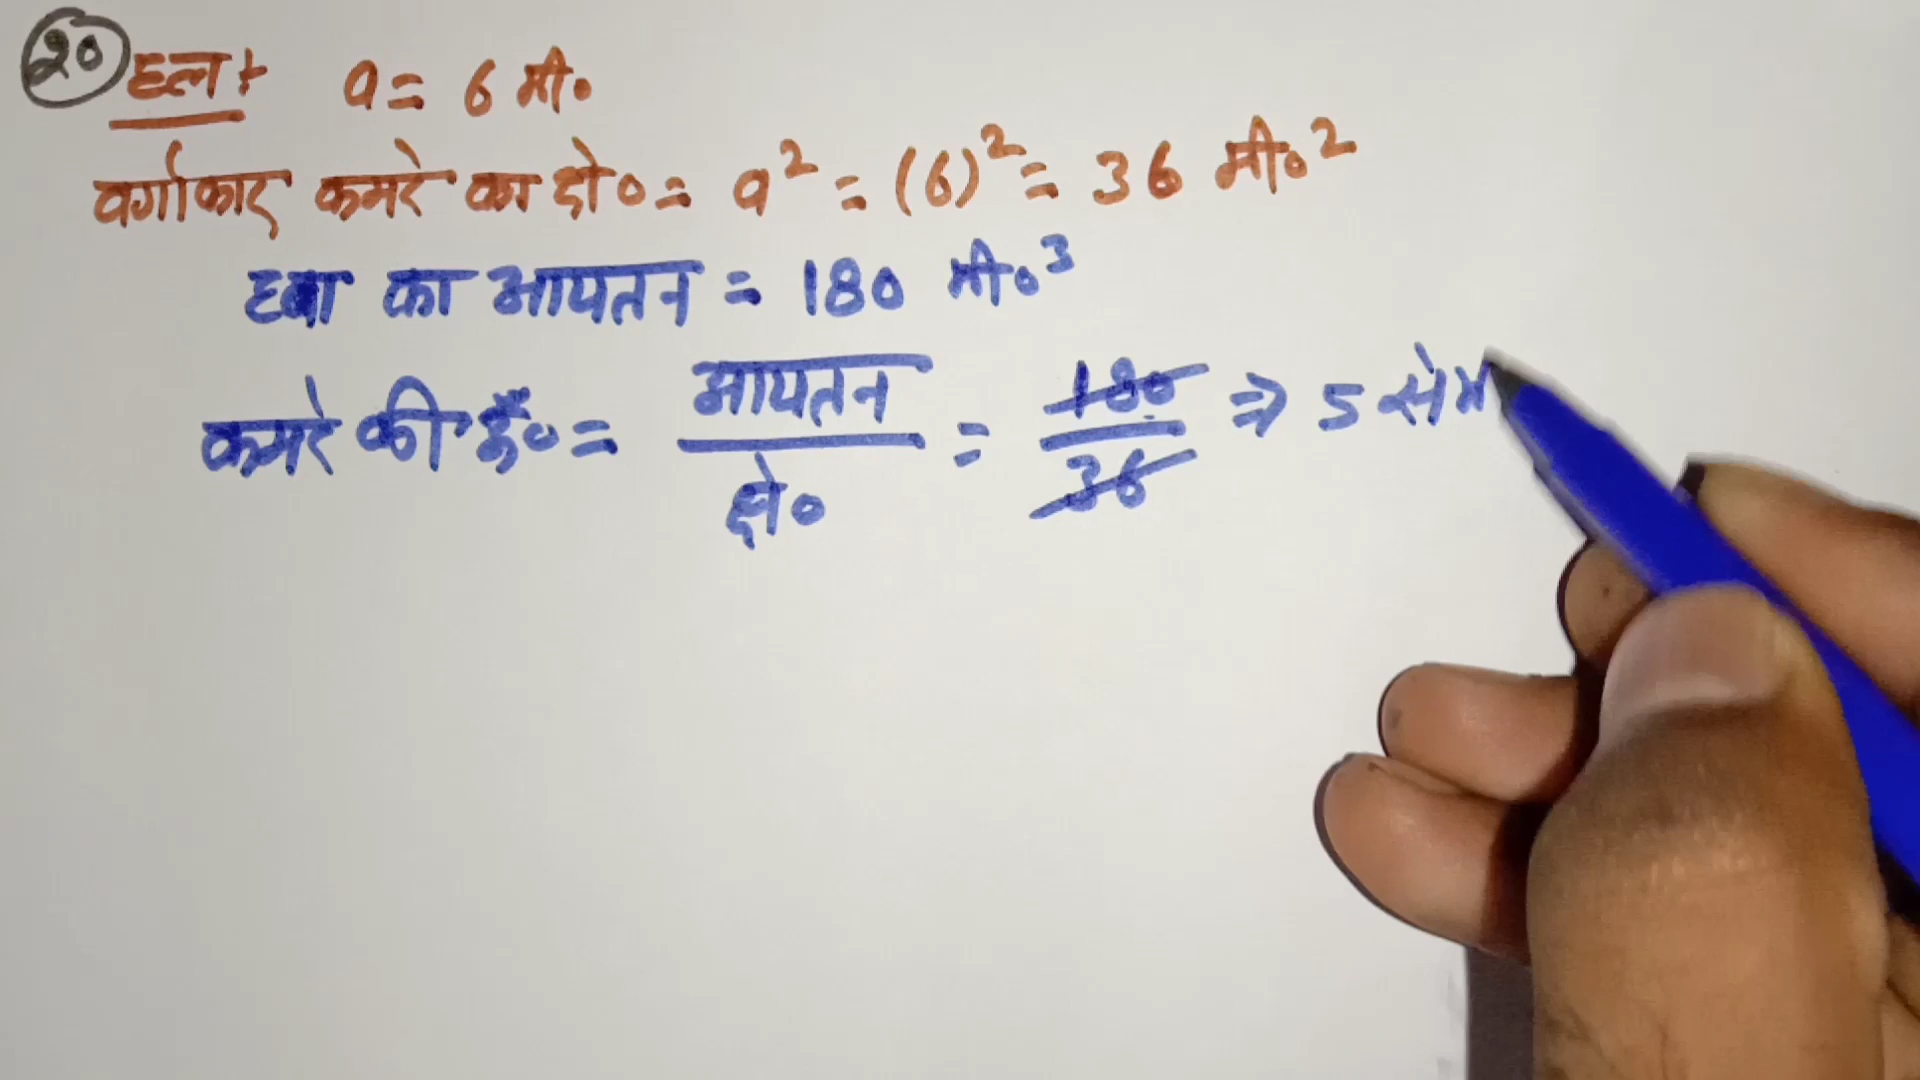 20 हल÷ a = 6 मी०
वर्गाकार कमरे का क्षे० = a² = (6)² = 36 मी०²
हवा का आयतन = 180 मी०³
कमरे की ऊँ० = आयतन / क्षे० = 180 / 36 ⇒ 5 सेम